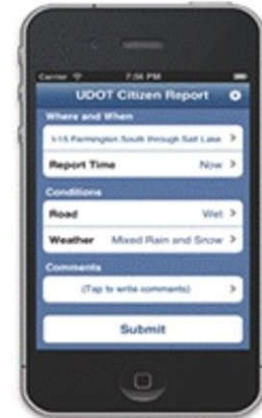 Carrier 7:56 PM
UDOT Citizen Report
Where and When
I-15 Farmington South through Salt Lake
Report Time Now
Conditions
Road Wet
Weather Mixed Rain and Snow
Comments
(Tap to write comments)
Submit